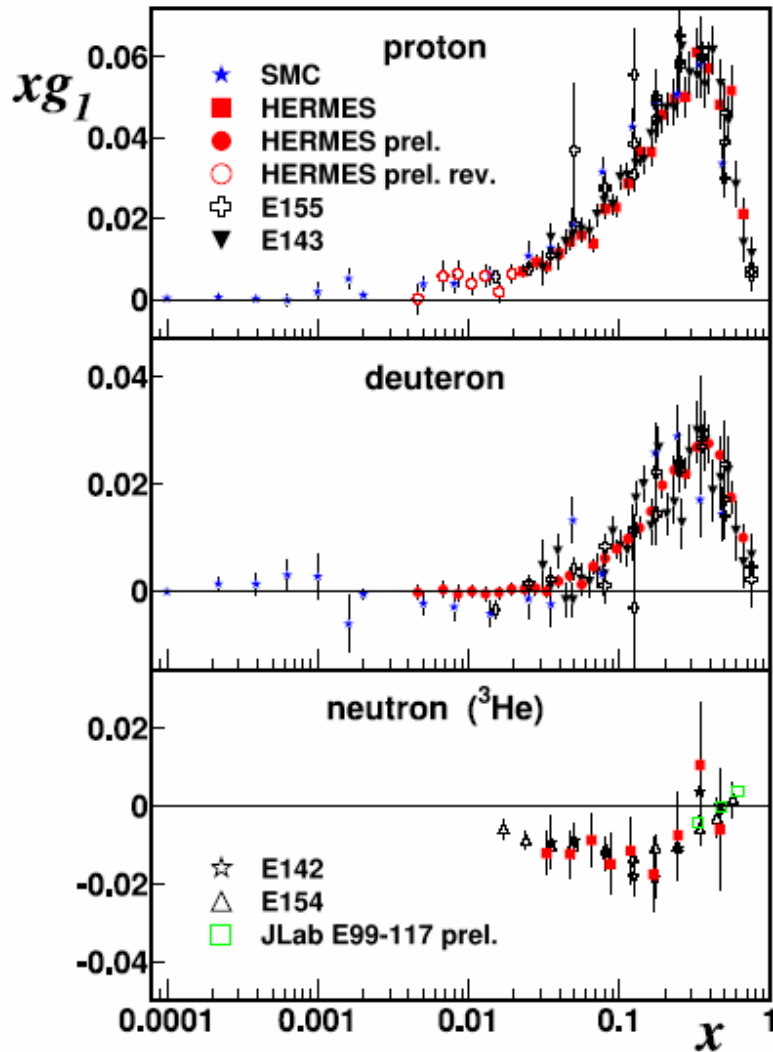 proton
xg1
0.06
0.04
0.02
0
SMC
HERMES
HERMES prel.
HERMES prel. rev.
E155
E143
deuteron
0.04
0.02
0
neutron (³He)
0.02
0
-0.02
-0.04
E142
E154
JLab E99-117 prel.
0.0001 0.001 0.01 0.1 1
x